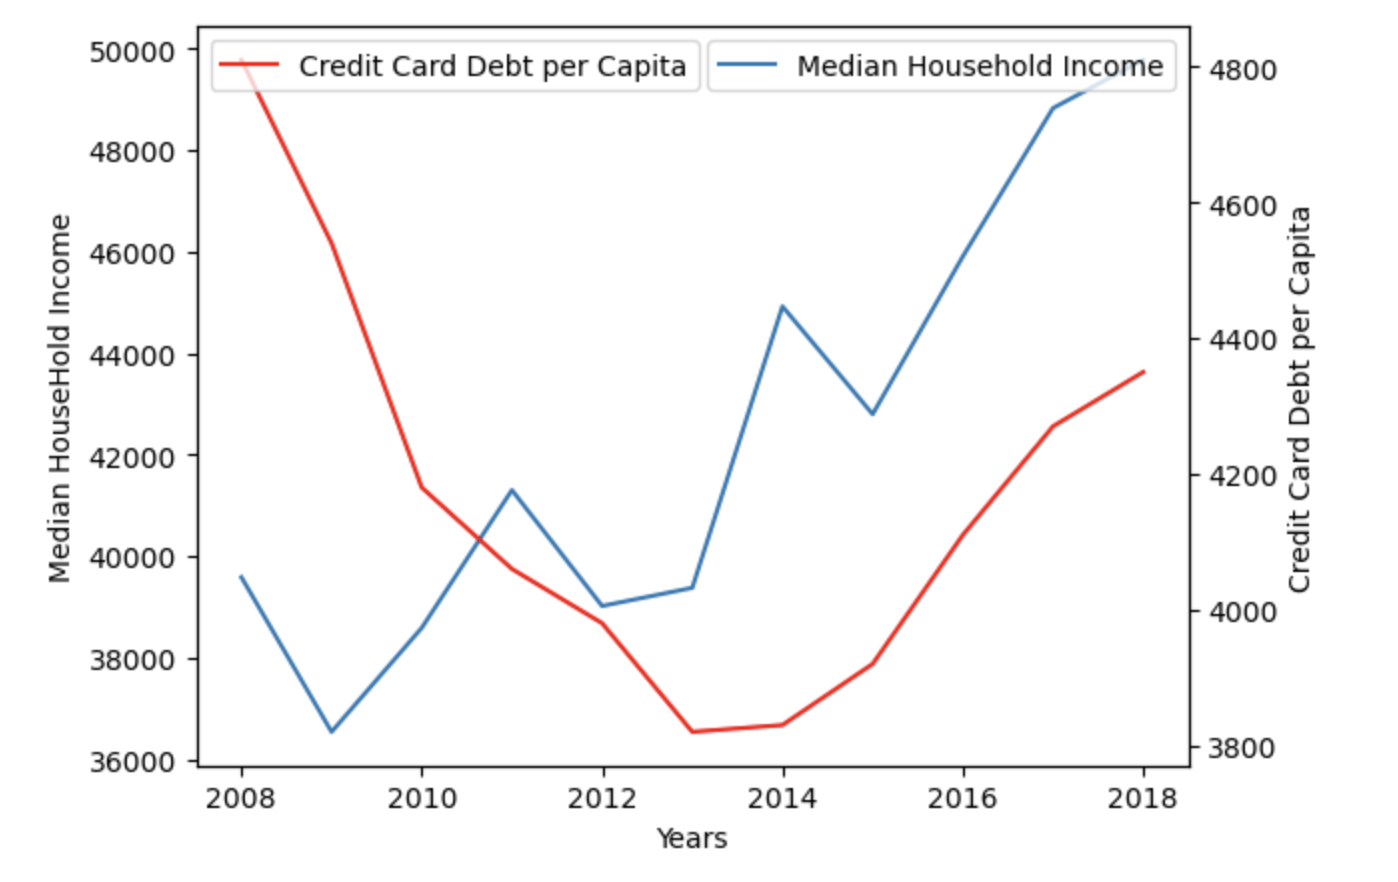 Credit Card Debt per Capita
Median Household Income
50000
48000
46000
44000
42000
40000
38000
36000
Median HouseHold Income
4800
4600
4400
4200
4000
3800
Credit Card Debt per Capita
2008 2010 2012 2014 2016 2018
Years